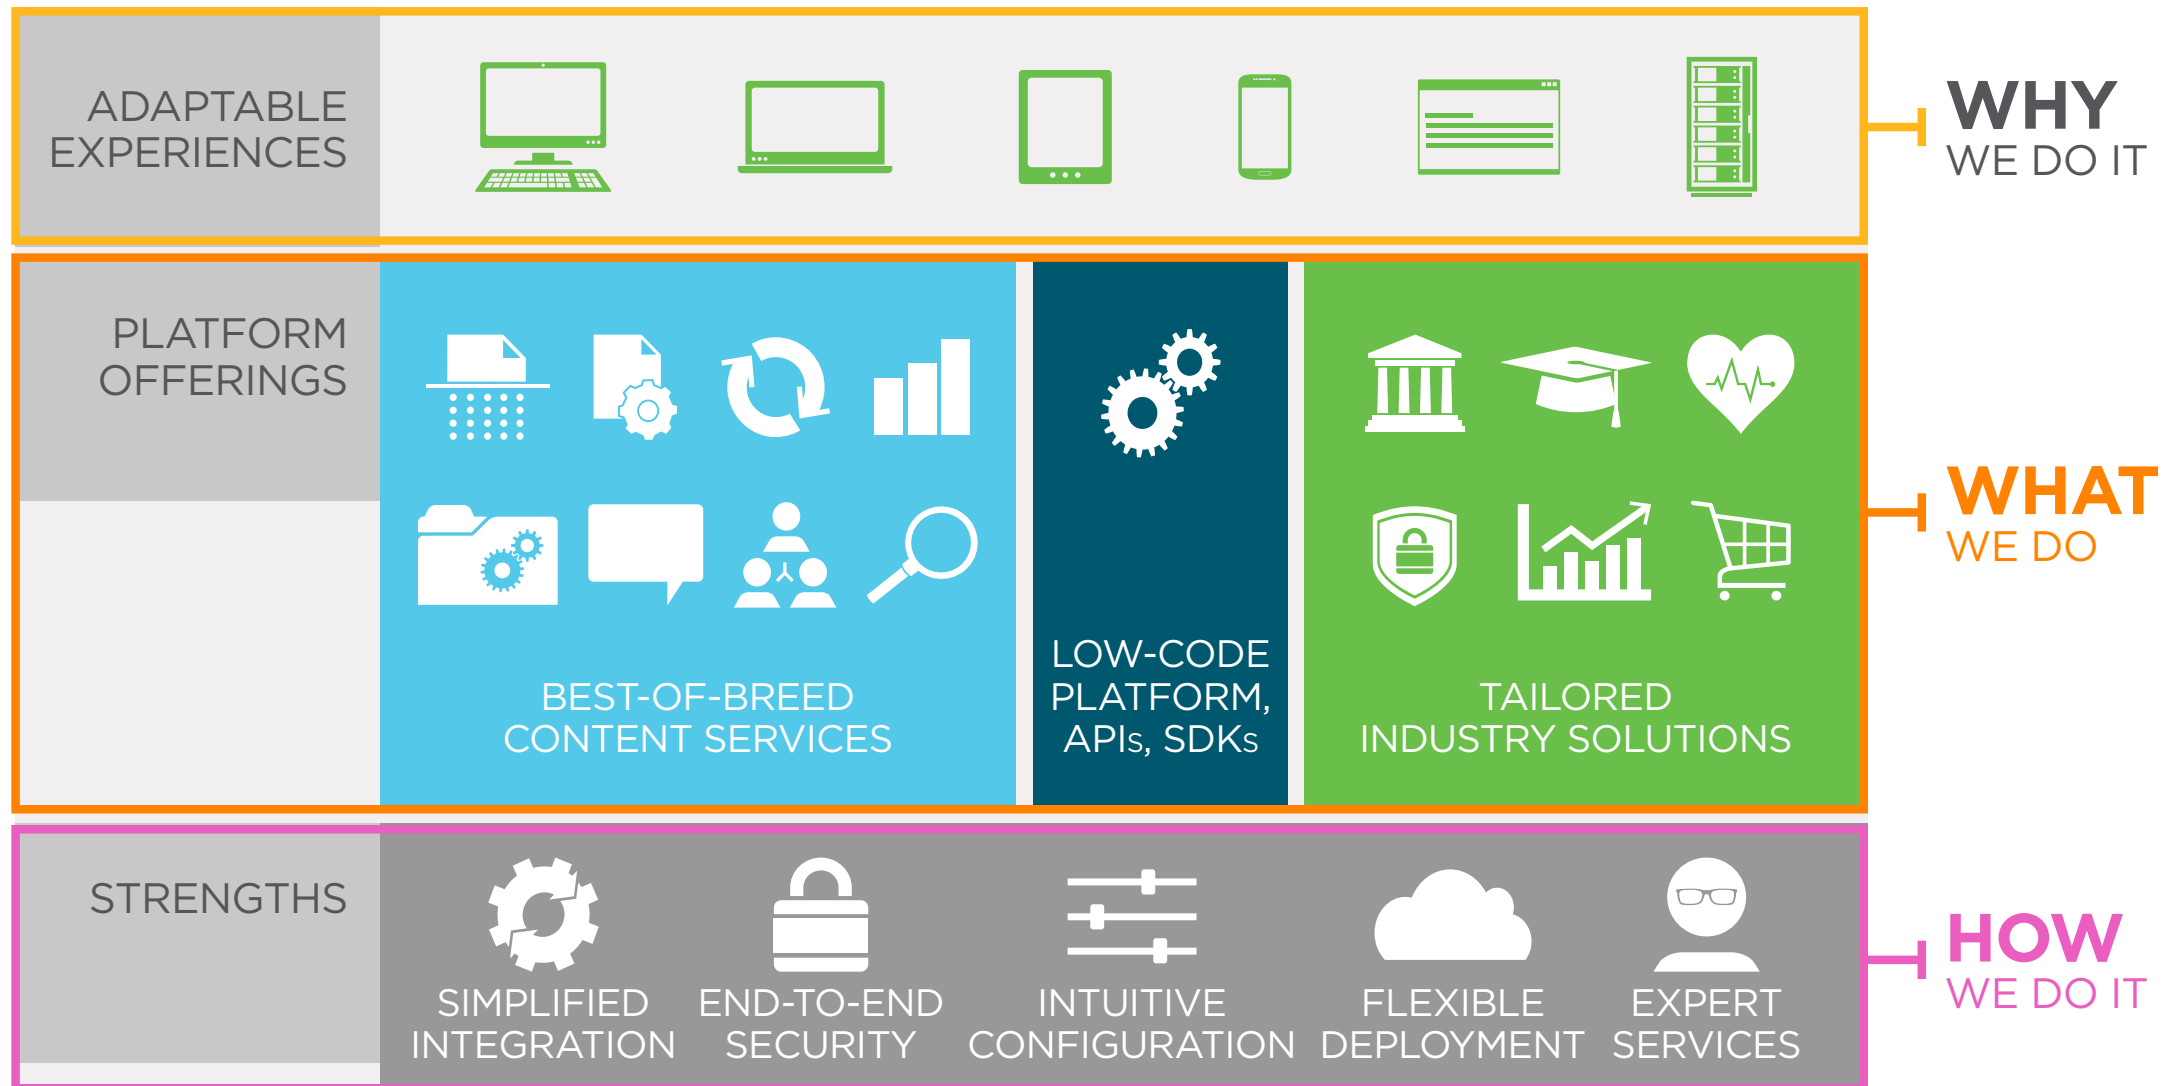 ADAPTABLE
EXPERIENCES
WHY
WE DO IT
PLATFORM
OFFERINGS
BEST-OF-BREED
CONTENT SERVICES
LOW-CODE
PLATFORM,
APIs, SDKs
TAILORED
INDUSTRY SOLUTIONS
WHAT
WE DO
STRENGTHS
SIMPLIFIED
INTEGRATION
END-TO-END
SECURITY
INTUITIVE
CONFIGURATION
FLEXIBLE
DEPLOYMENT
EXPERT
SERVICES
HOW
WE DO IT